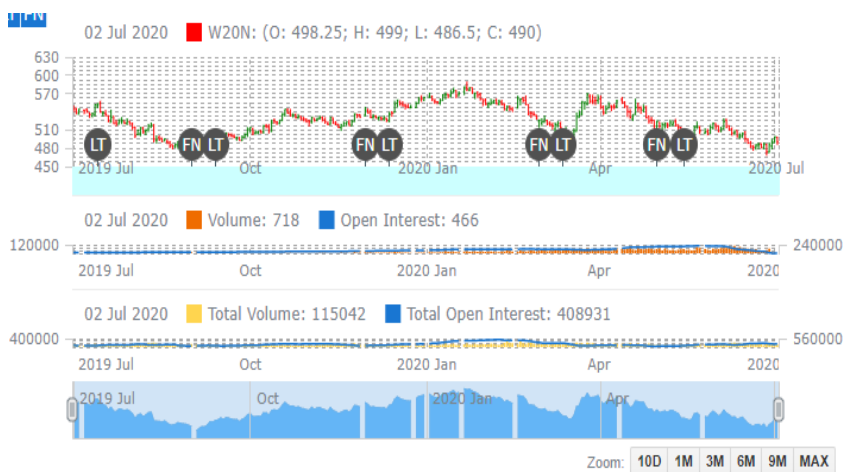 FN
02 Jul 2020 W20N: (O: 498.25; H: 499; L: 486.5; C: 490)
630
600
570
510
480
450
LT FN LT FN LT FN LT FN LT
2019 Jul Oct 2020 Jan Apr 2020 Jul
02 Jul 2020 Volume: 718 Open Interest: 466
120000 240000
2019 Jul Oct 2020 Jan Apr 2020
02 Jul 2020 Total Volume: 115042 Total Open Interest: 408931
400000 560000
2019 Jul Oct 2020 Jan Apr 2020
2019 Jul Oct 2020 Jan Apr
Zoom: 10D 1M 3M 6M 9M MAX